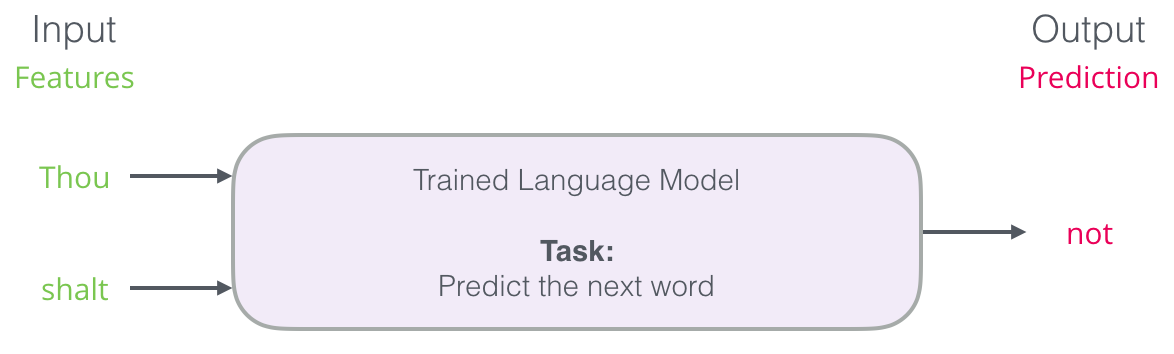 Input
Output
Features
Prediction
Thou
shalt
Trained Language Model
Task:
Predict the next word
not